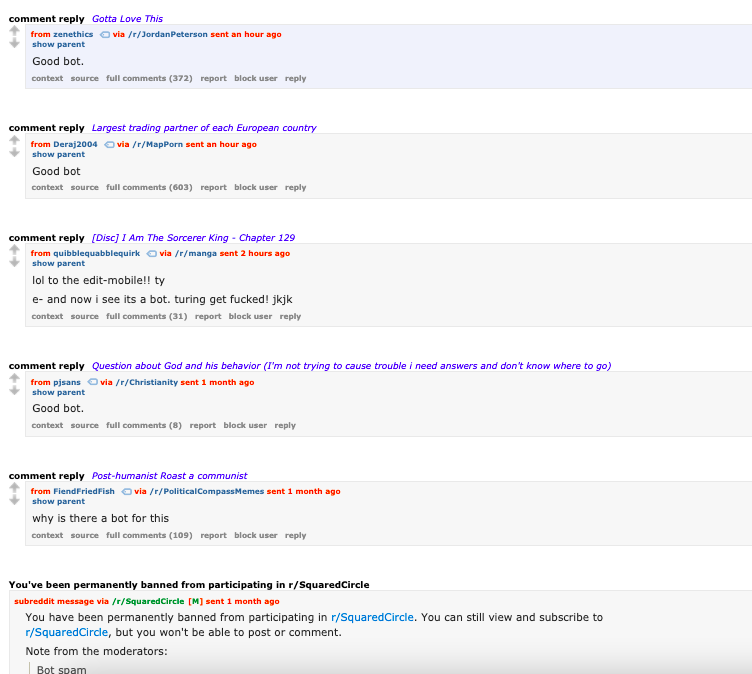 comment reply Gotta Love This
from zenethics via /r/JordanPeterson sent an hour ago
show parent
Good bot.
context source full comments (372) report block user reply
comment reply Largest trading partner of each European country
from Deraj2004 via /r/MapPorn sent an hour ago
show parent
Good bot
context source full comments (603) report block user reply
comment reply [Disc] I Am The Sorcerer King - Chapter 129
from quibblequabblequirk via /r/manga sent 2 hours ago
show parent
lol to the edit-mobile!! ty
e- and now i see its a bot. turing get fucked! jkjk
context source full comments (31) report block user reply
comment reply Question about God and his behavior (I'm not trying to cause trouble i need answers and don't know where to go)
from pjsans via /r/Christianity sent 1 month ago
show parent
Good bot.
context source full comments (8) report block user reply
comment reply Post-humanist Roast a communist
from FiendFriedFish via /r/PoliticalCompassMemes sent 1 month ago
show parent
why is there a bot for this
context source full comments (109) report block user reply
You've been permanently banned from participating in r/SquaredCircle
subreddit message via /r/SquaredCircle [M] sent 1 month ago
You have been permanently banned from participating in r/SquaredCircle. You can still view and subscribe to
r/SquaredCircle, but you won't be able to post or comment.
Note from the moderators:
Bot spam